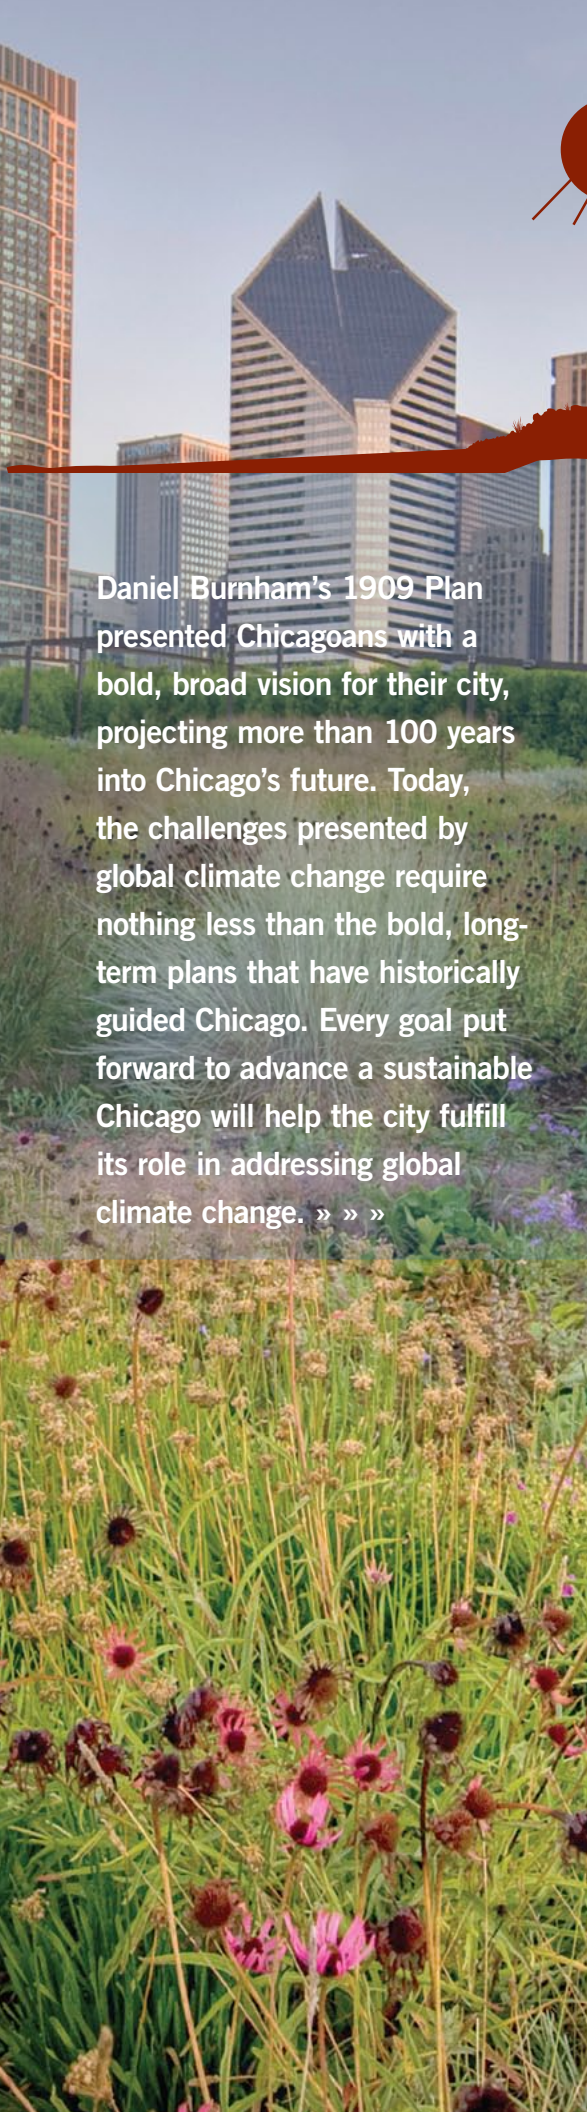 Daniel Burnham’s 1909 Plan
presented Chicagoans with a
bold, broad vision for their city,
projecting more than 100 years
into Chicago’s future. Today,
the challenges presented by
global climate change require
nothing less than the bold, long-
term plans that have historically
guided Chicago. Every goal put
forward to advance a sustainable
Chicago will help the city fulfill
its role in addressing global
climate change. » » »